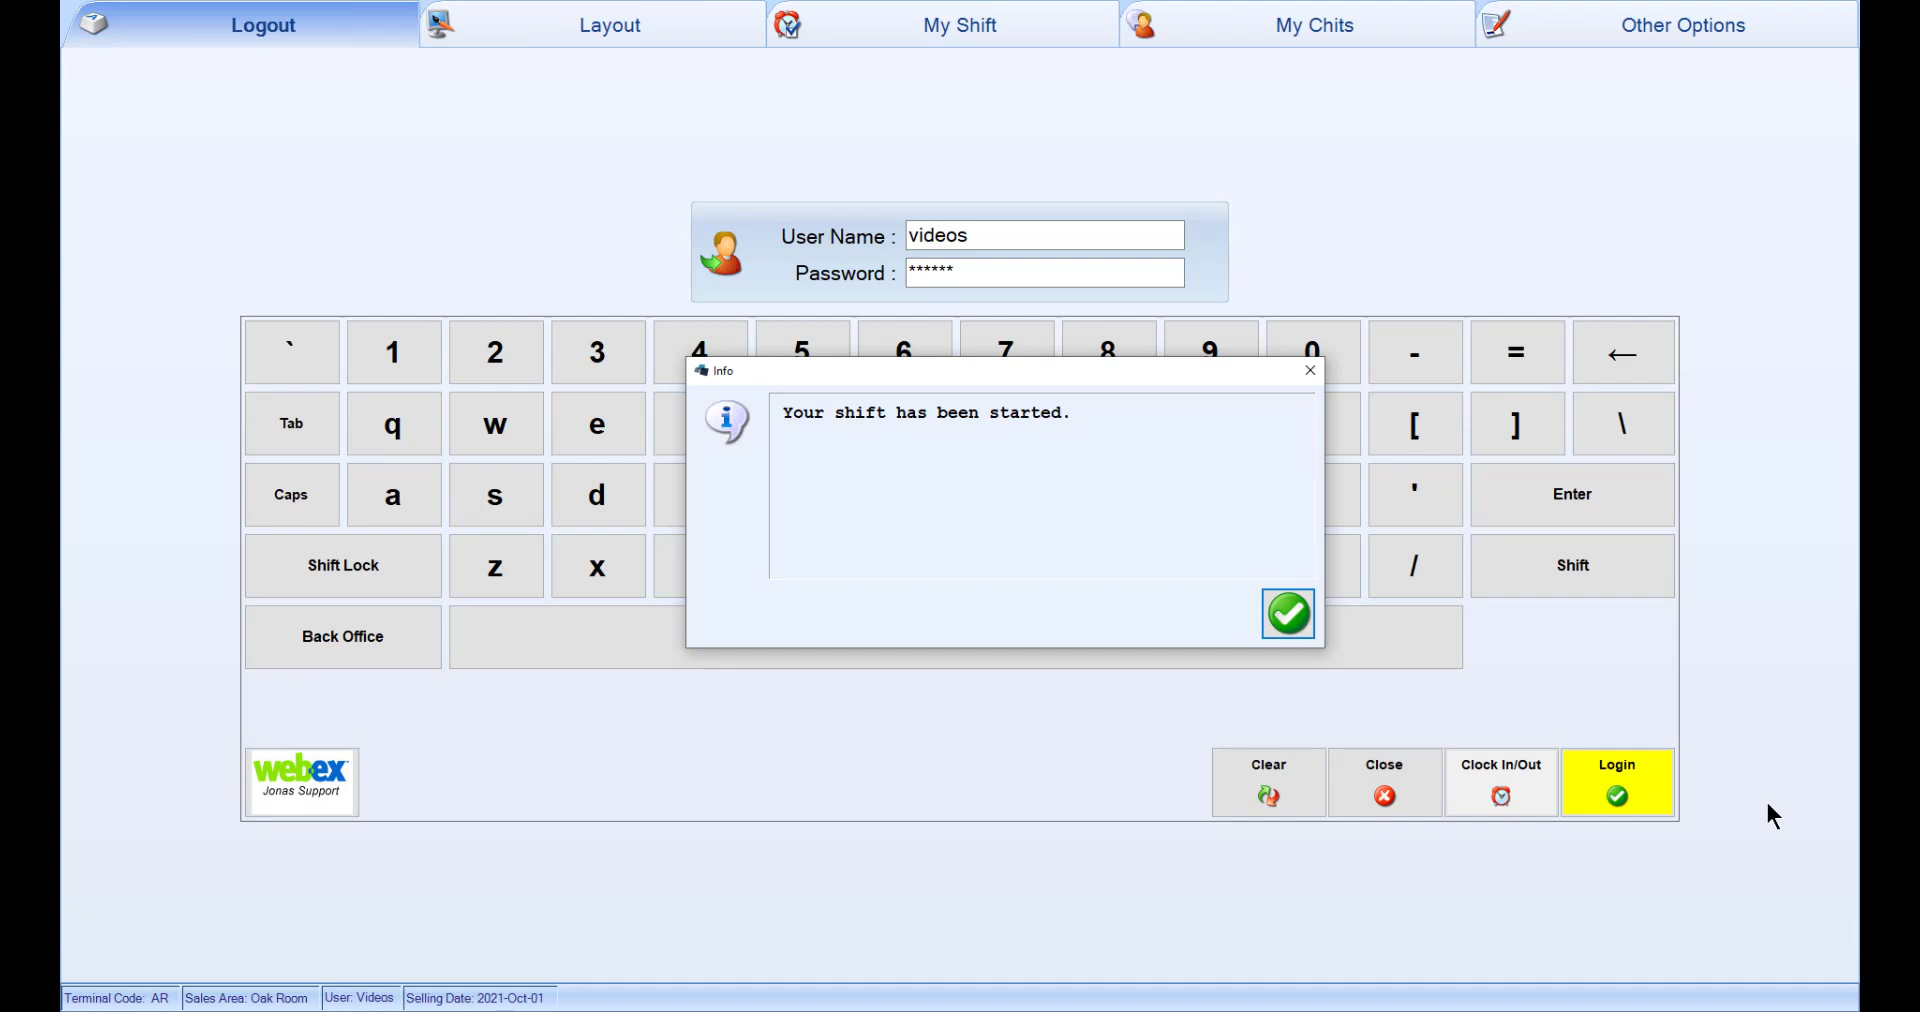 Logout
Layout
My Shift
My Chits
Other Options
User Name : videos
Password : ******
` 1 2 3 4 5 6 7 8 9 0 - = ←
Info
Tab q w e [ ] \
Your shift has been started.
Caps a s d ' Enter
Shift Lock z x / Shift
Back Office
webex
Jonas Support
Clear
Close
Clock In/Out
Login
Terminal Code: AR
Sales Area: Oak Room
User: Videos
Selling Date: 2021-Oct-01